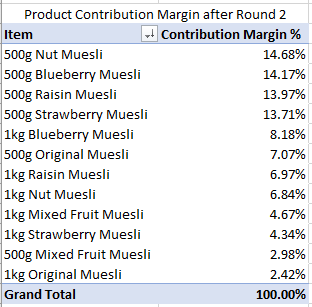 Product Contribution Margin after Round 2
Item Contribution Margin %
500g Nut Muesli 14.68%
500g Blueberry Muesli 14.17%
500g Raisin Muesli 13.97%
500g Strawberry Muesli 13.71%
1kg Blueberry Muesli 8.18%
500g Original Muesli 7.07%
1kg Raisin Muesli 6.97%
1kg Nut Muesli 6.84%
1kg Mixed Fruit Muesli 4.67%
1kg Strawberry Muesli 4.34%
500g Mixed Fruit Muesli 2.98%
1kg Original Muesli 2.42%
Grand Total 100.00%